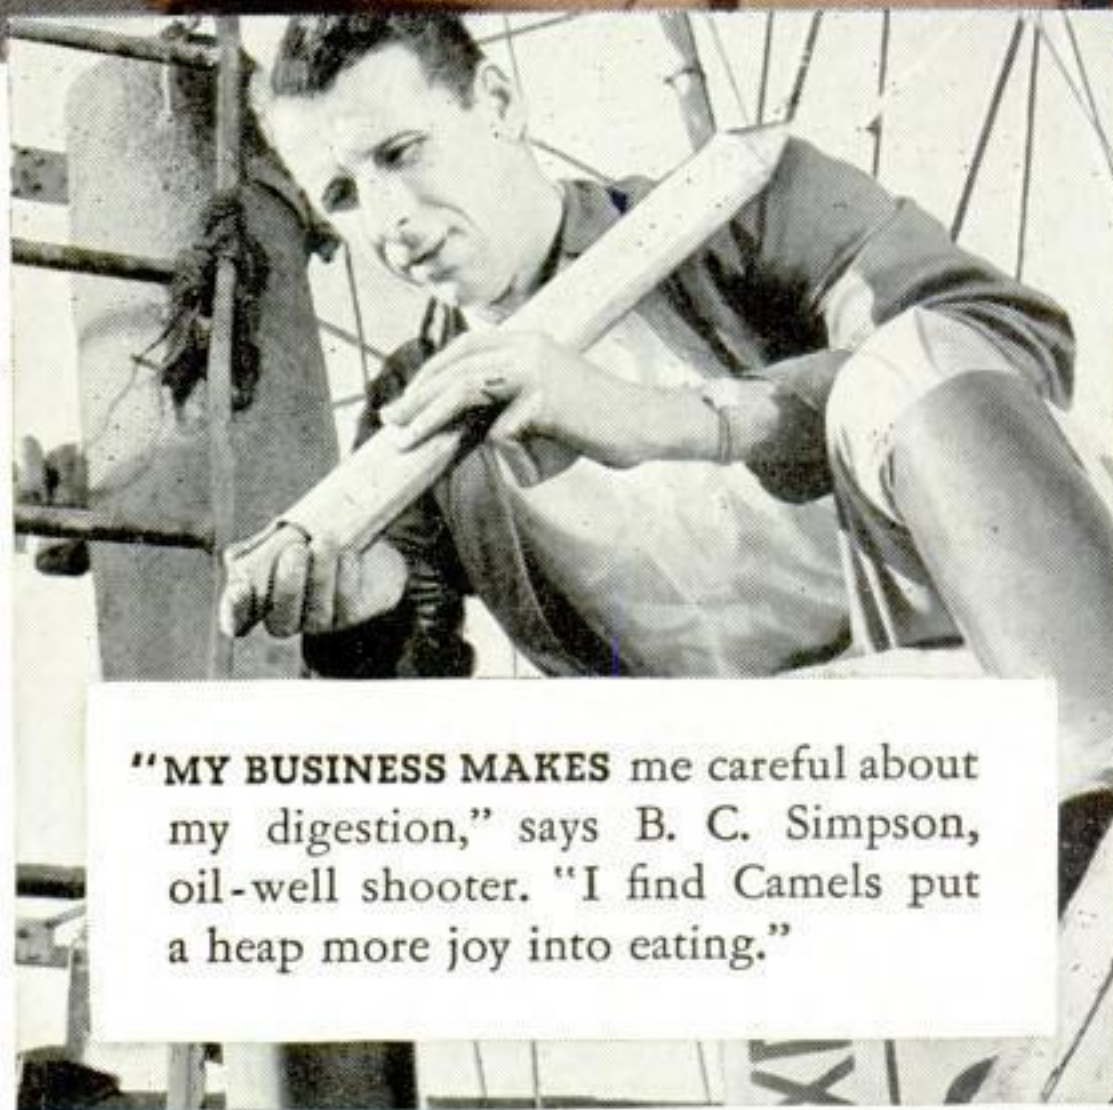 “MY BUSINESS MAKES me careful about
my digestion,” says B. C. Simpson,
oil-well shooter. “I find Camels put
a heap more joy into eating.”